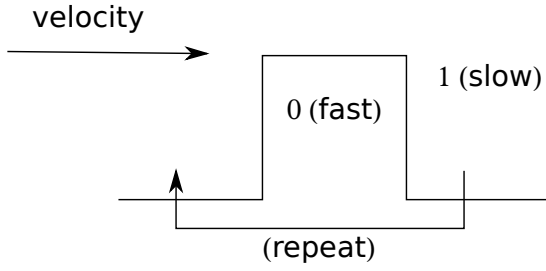 velocity
1 (slow)
0 (fast)
(repeat)